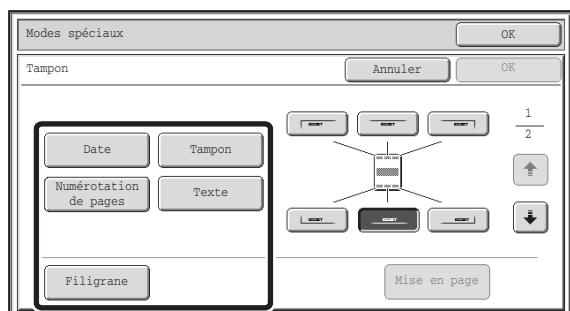 Modes spéciaux
OK
Tampon
Annuler
OK
1
2
Date
Tampon
Numérotation
de pages
Texte
Filigrane
Mise en page